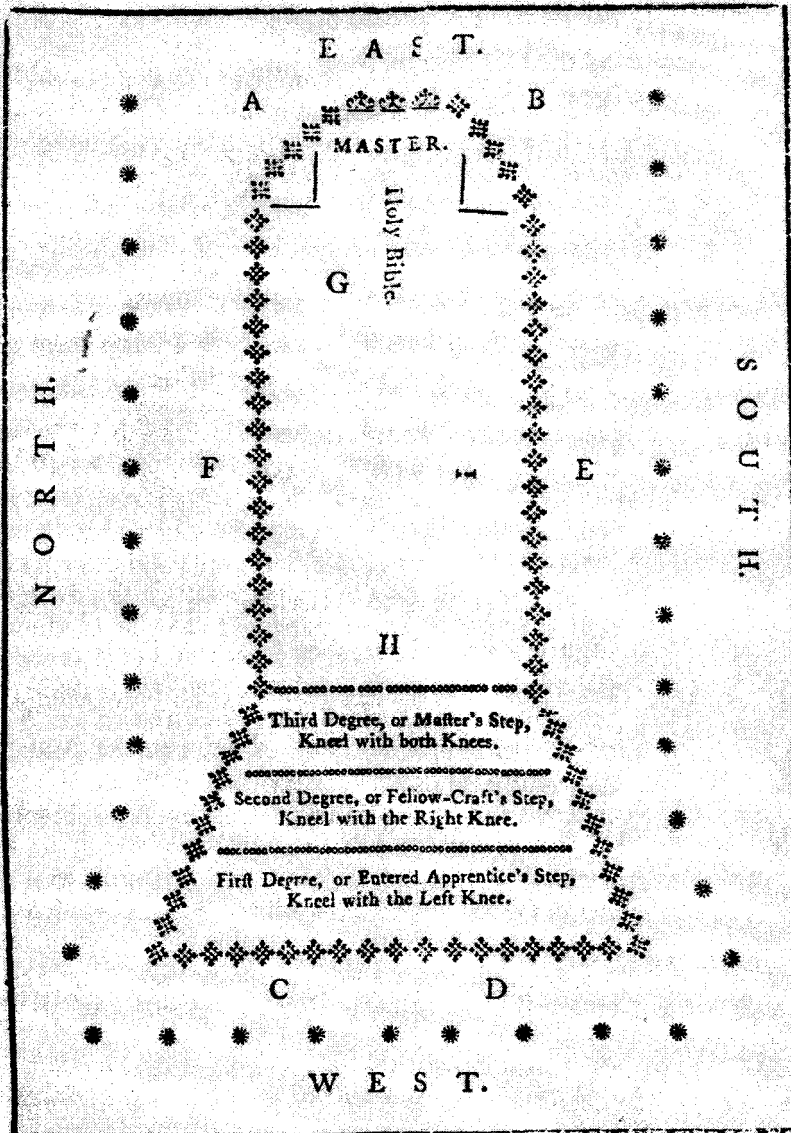 E A S T.
A B
MASTER.
Holy Bible.
G
NORTH.
SOUTH.
F E
H
Third Degree, or Maſter's Step,
Kneel with both Knees.
Second Degree, or Fellow-Craft's Step,
Kneel with the Right Knee.
Firſt Degree, or Entered Apprentice's Step,
Kneel with the Left Knee.
C D
W E S T.